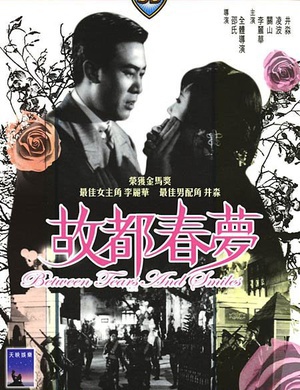 井淼
凌波
關山
李麗華
主演
全體導演
邵氏
導演
榮獲金馬獎
最佳女主角 李麗華 最佳男配角 井淼
故都春夢
Between Tears And Smiles
天映娛樂